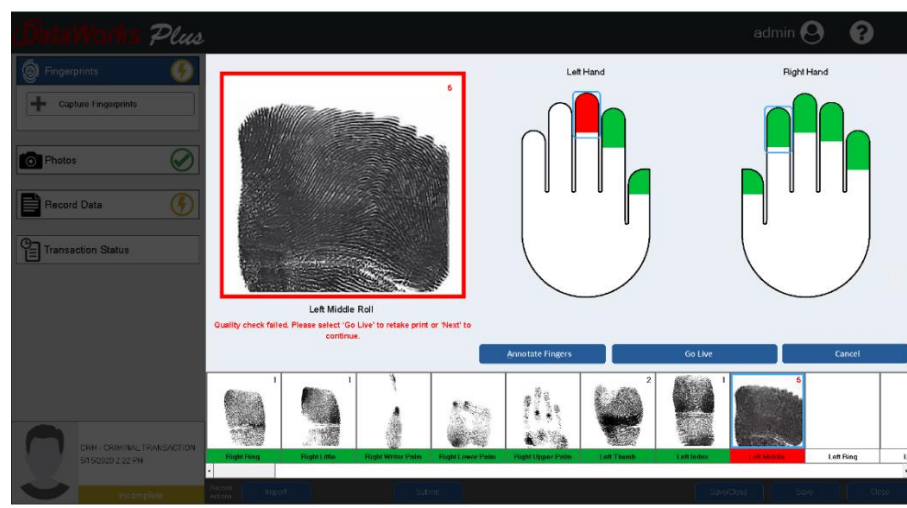 DataWorks Plus
admin ?
Fingerprints
Capture Fingerprints
Photos
Record Data
Transaction Status
CRM - CRIMINAL TRANSACTION
5/15/2020 2:22 PM
Incomplete
6
Left Middle Roll
Quality check failed. Please select 'Go Live' to retake print or 'Next' to
continue.
Left Hand
Right Hand
Annotate Fingers
Go Live
Cancel
1
Right Ring
1
Right Little
Right Writer Palm
Right Lower Palm
Right Upper Palm
2
Left Thumb
1
Left Index
6
Left Middle
Left Ring
L
Record
Actions
Import
Submit
Save/Close
Save
Close